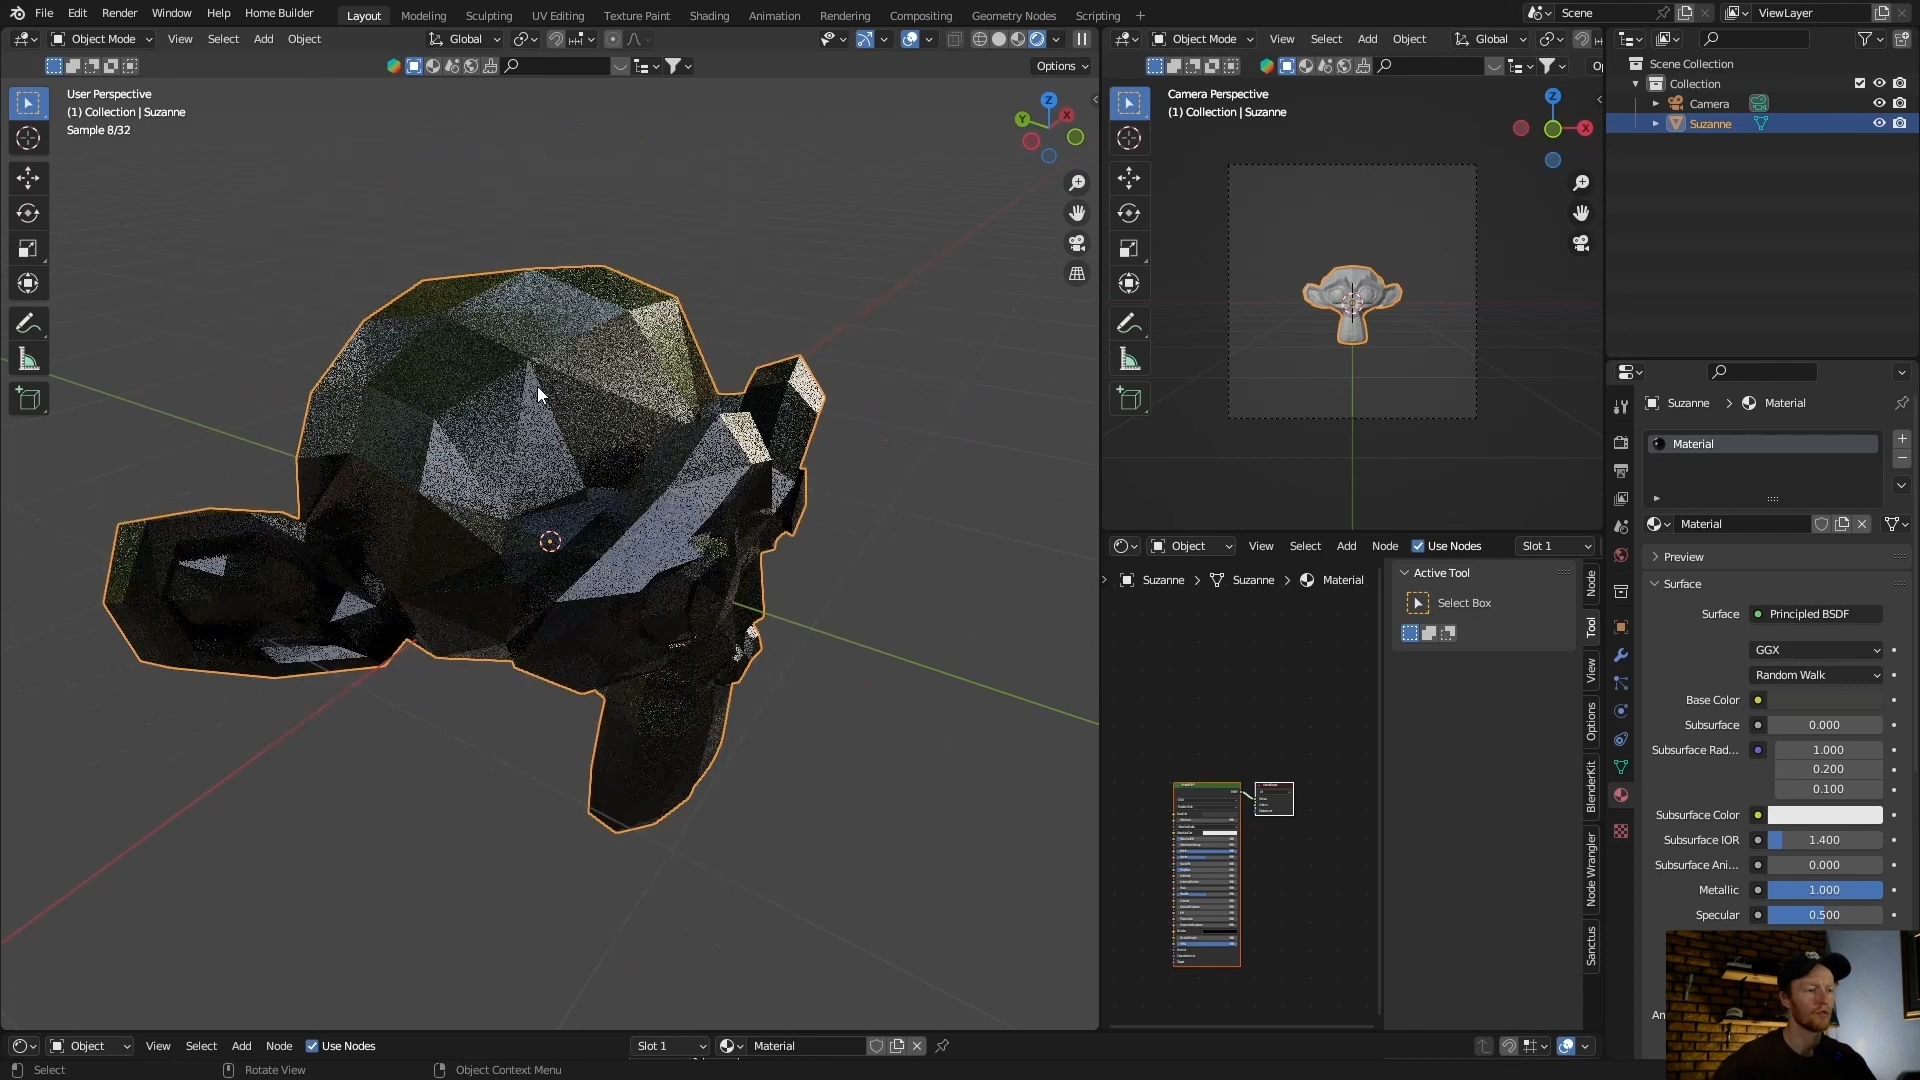 File Edit Render Window Help Home Builder
Layout Modeling Sculpting UV Editing Texture Paint Shading Animation Rendering Compositing Geometry Nodes Scripting
Scene
ViewLayer
Object Mode View Select Add Object Global
Options
User Perspective
(1) Collection | Suzanne
Sample 8/32
Z
Y
X
Object Mode View Select Add Object Global
Camera Perspective
(1) Collection | Suzanne
Z
X
Scene Collection
Collection
Camera
Suzanne
Suzanne > Material
Material
Material
Preview
Surface
Surface Principled BSDF
GGX
Random Walk
Base Color
Subsurface 0.000
Subsurface Rad... 1.000
0.200
0.100
Subsurface Color
Subsurface IOR 1.400
Subsurface Ani... 0.000
Metallic 1.000
Specular 0.500
Object View Select Add Node Use Nodes Slot 1
Suzanne > Suzanne > Material
Active Tool
Select Box
Node
Tool
View
Options
BlenderKit
Node Wrangler
Sanctus
Object View Select Add Node Use Nodes Slot 1 Material
Select Rotate View Object Context Menu